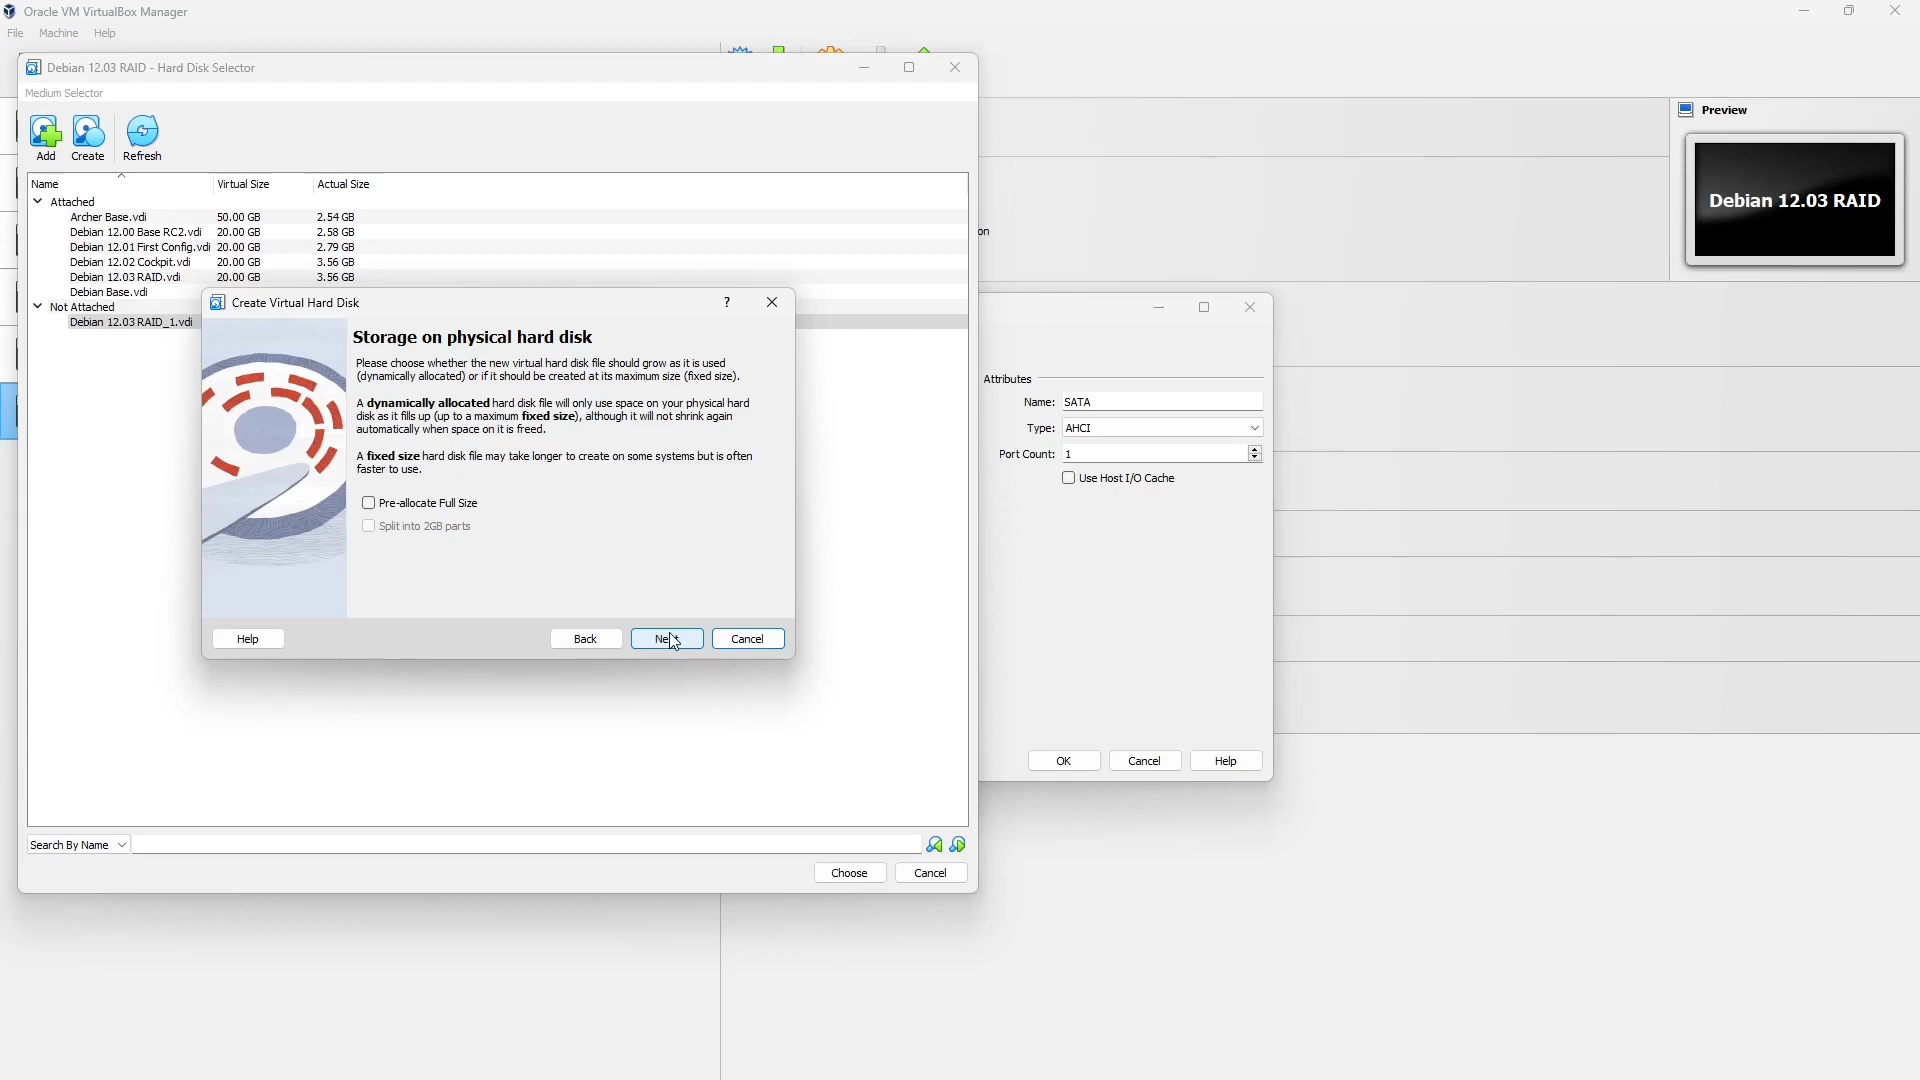 Oracle VM VirtualBox Manager
File Machine Help
Debian 12.03 RAID - Hard Disk Selector
Medium Selector
Add Create Refresh
Name Virtual Size Actual Size
Attached
Archer Base.vdi 50.00 GB 2.54 GB
Debian 12.00 Base RC2.vdi 20.00 GB 2.58 GB
Debian 12.01 First Config.vdi 20.00 GB 2.79 GB
Debian 12.02 Cockpit.vdi 20.00 GB 3.56 GB
Debian 12.03 RAID.vdi 20.00 GB 3.56 GB
Debian Base.vdi
Not Attached
Debian 12.03 RAID_1.vdi
Create Virtual Hard Disk
?
Storage on physical hard disk
Please choose whether the new virtual hard disk file should grow as it is used
(dynamically allocated) or if it should be created at its maximum size (fixed size).
A dynamically allocated hard disk file will only use space on your physical hard
disk as it fills up (up to a maximum fixed size), although it will not shrink again
automatically when space on it is freed.
A fixed size hard disk file may take longer to create on some systems but is often
faster to use.
Pre-allocate Full Size
Split into 2GB parts
Help Back Next Cancel
Search By Name
Choose Cancel
on
Attributes
Name: SATA
Type: AHCI
Port Count: 1
Use Host I/O Cache
OK Cancel Help
Preview
Debian 12.03 RAID